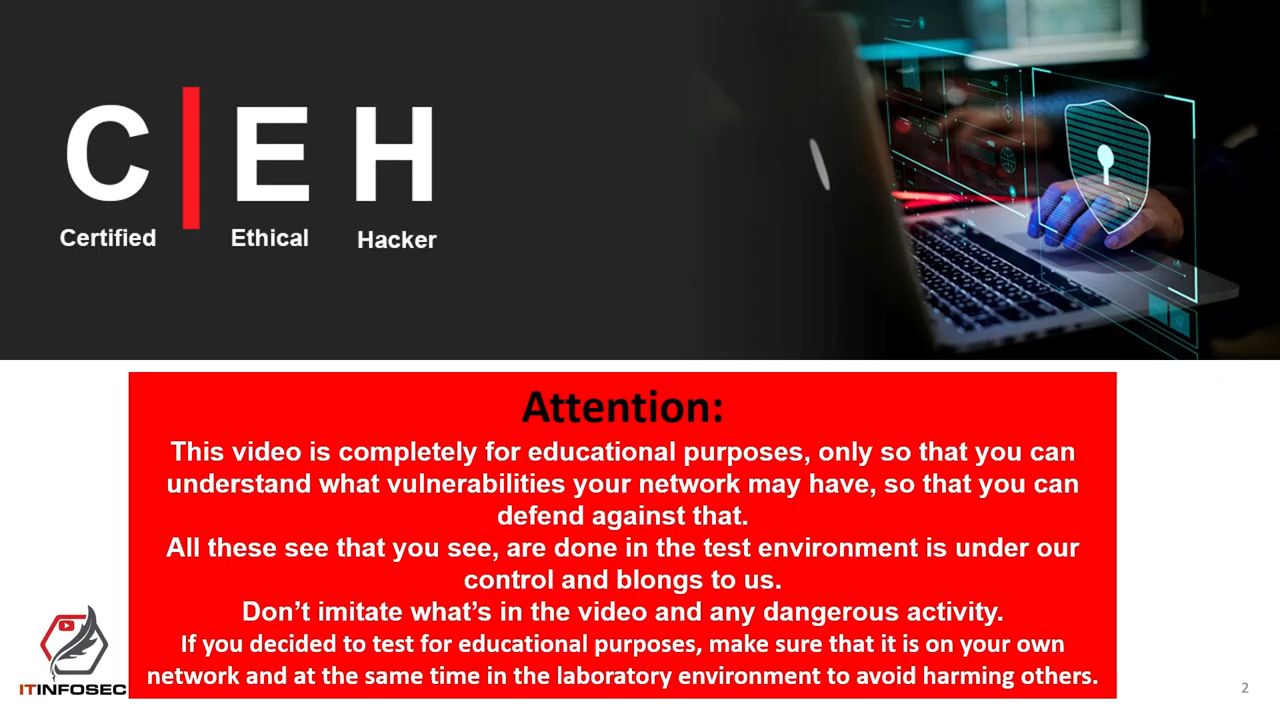 C E H
Certified Ethical Hacker
Attention:
This video is completely for educational purposes, only so that you can
understand what vulnerabilities your network may have, so that you can
defend against that.
All these see that you see, are done in the test environment is under our
control and blongs to us.
Don’t imitate what’s in the video and any dangerous activity.
If you decided to test for educational purposes, make sure that it is on your own
network and at the same time in the laboratory environment to avoid harming others.
ITINFOSEC
2